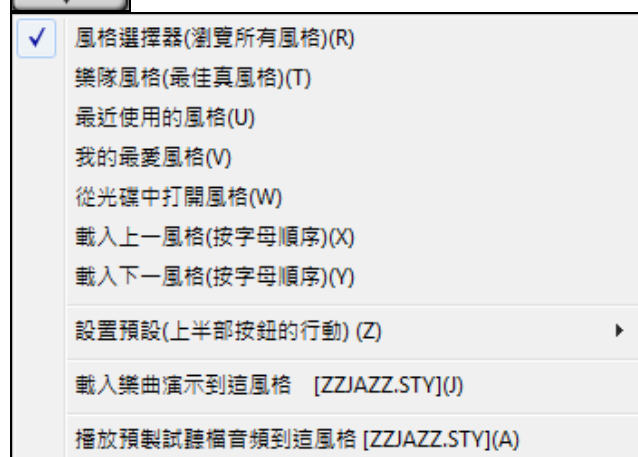 風格選擇器(瀏覽所有風格)(R)
樂隊風格(最佳真風格)(T)
最近使用的風格(U)
我的最愛風格(V)
從光碟中打開風格(W)
載入上一風格(按字母順序)(X)
載入下一風格(按字母順序)(Y)
設置預設(上半部按鈕的行動) (Z)
載入樂曲演示到這風格 [ZZJAZZ.STY](J)
播放預製試聽檔音頻到這風格 [ZZJAZZ.STY](A)